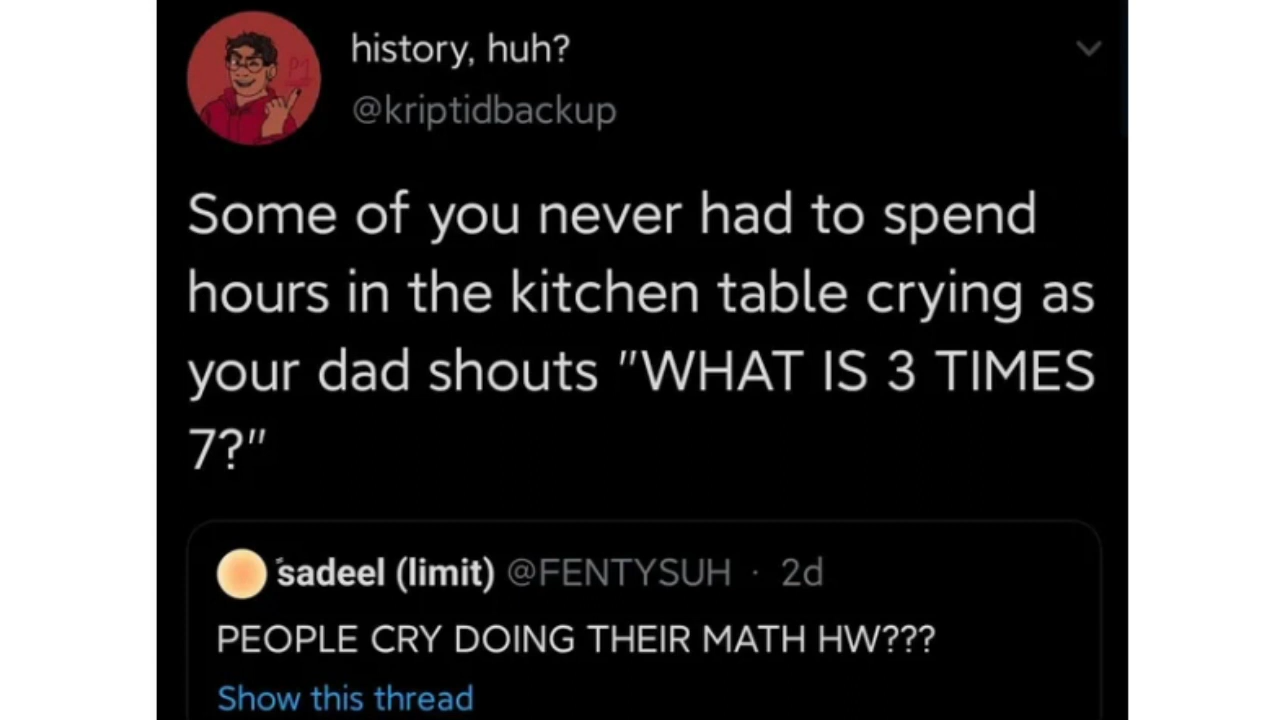 history, huh?
@kriptidbackup
Some of you never had to spend
hours in the kitchen table crying as
your dad shouts "WHAT IS 3 TIMES
7?"
sadeel (limit) @FENTYSUH · 2d
PEOPLE CRY DOING THEIR MATH HW???
Show this thread